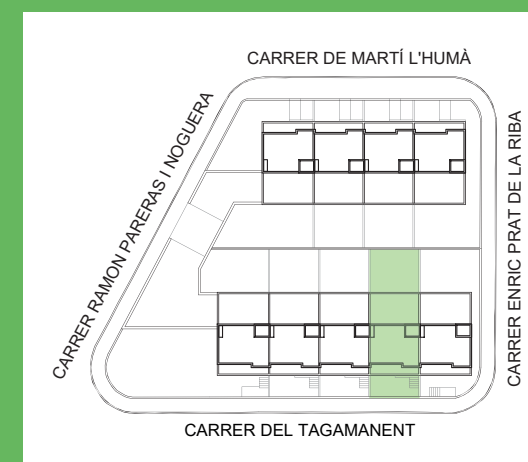 CARRER DE MARTÍ L'HUMÀ
CARRER RAMON PARERAS I NOGUERA
CARRER ENRIC PRAT DE LA RIBA
CARRER DEL TAGAMANENT